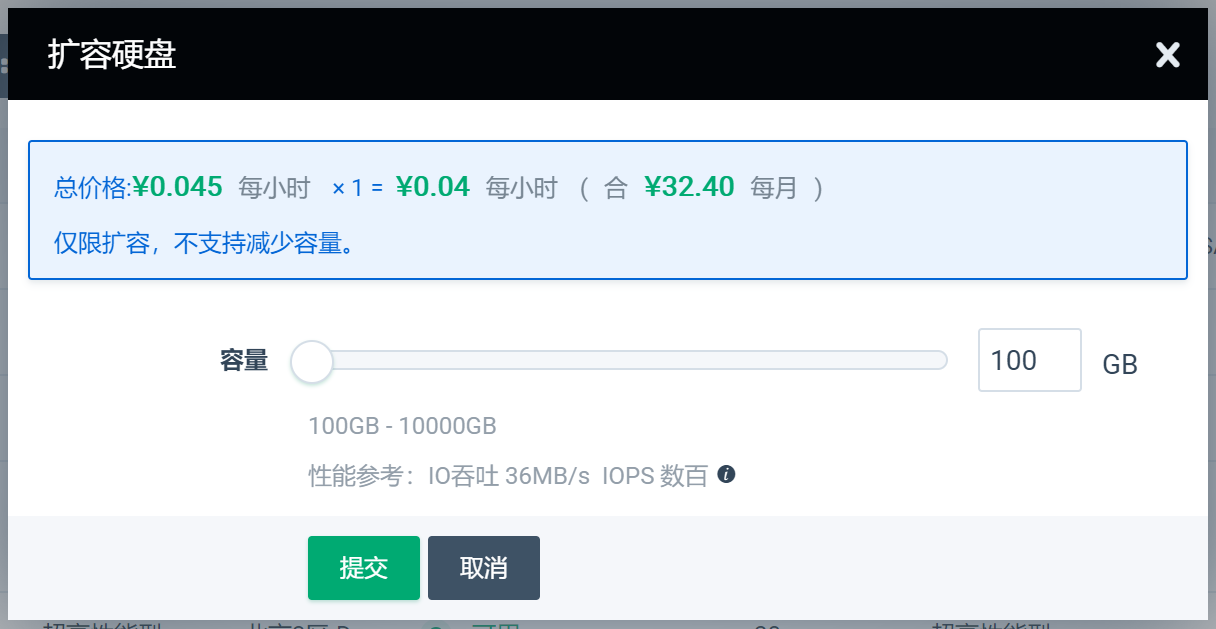 扩容硬盘
总价格:¥0.045 每小时 × 1 = ¥0.04 每小时 ( 合 ¥32.40 每月 )
仅限扩容，不支持减少容量。
容量 100 GB
100GB - 10000GB
性能参考：IO吞吐 36MB/s IOPS 数百
提交 取消